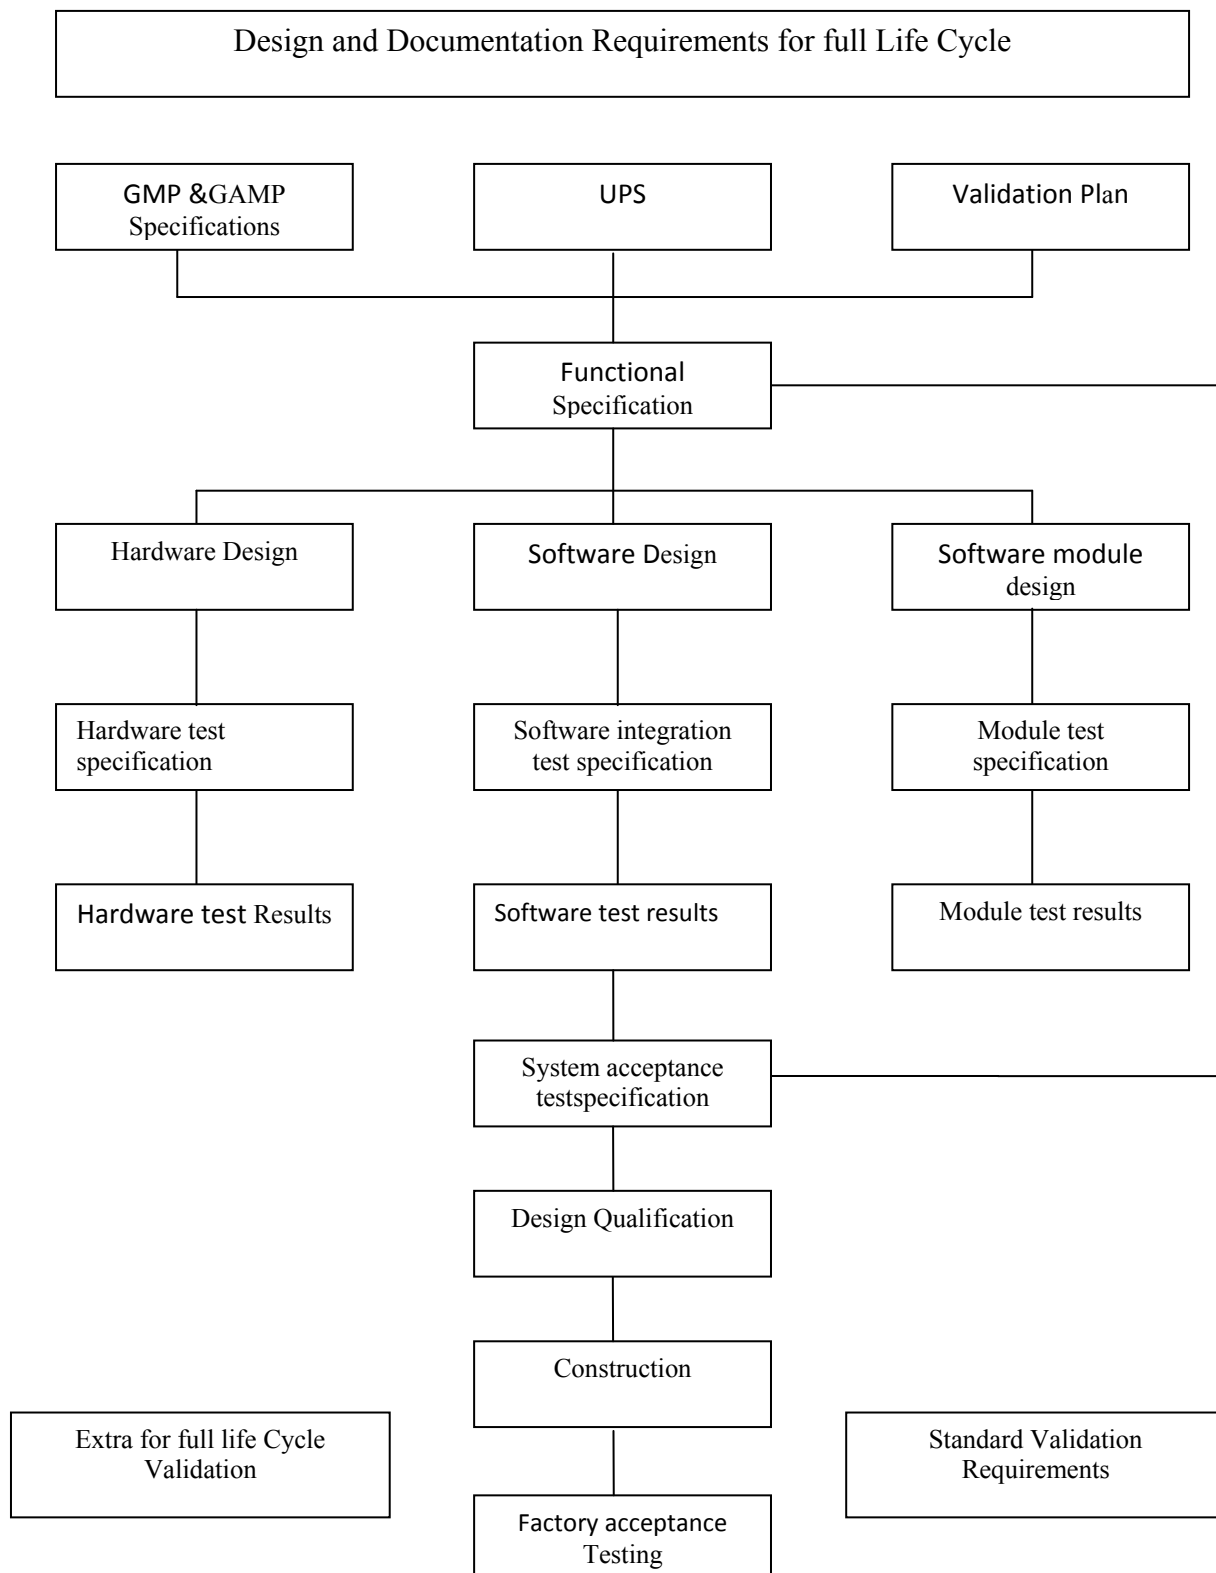 Design and Documentation Requirements for full Life Cycle
GMP &GAMP
Specifications
UPS
Validation Plan
Functional
Specification
Hardware Design
Software Design
Software module
design
Hardware test
specification
Software integration
test specification
Module test
specification
Hardware test Results
Software test results
Module test results
System acceptance
testspecification
Design Qualification
Construction
Extra for full life Cycle
Validation
Standard Validation
Requirements
Factory acceptance
Testing